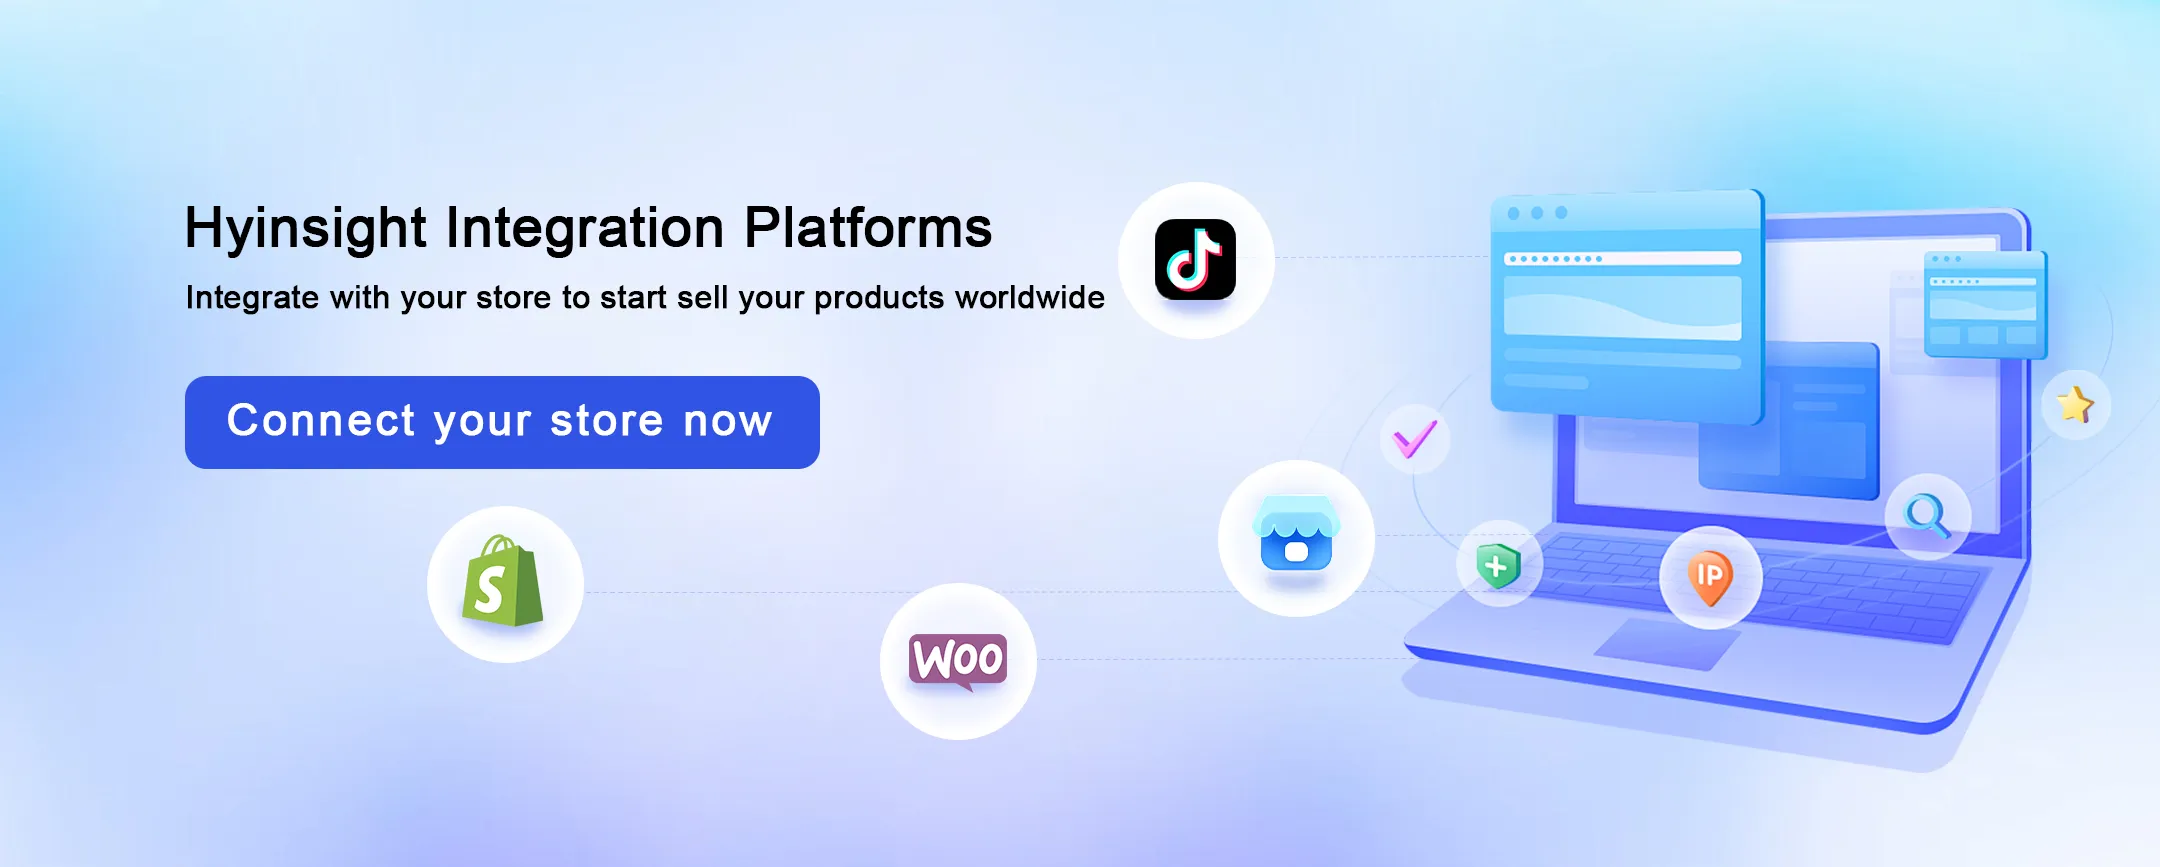 Hyinsight Integration Platforms
Integrate with your store to start sell your products worldwide
Connect your store now
S
Woo
IP